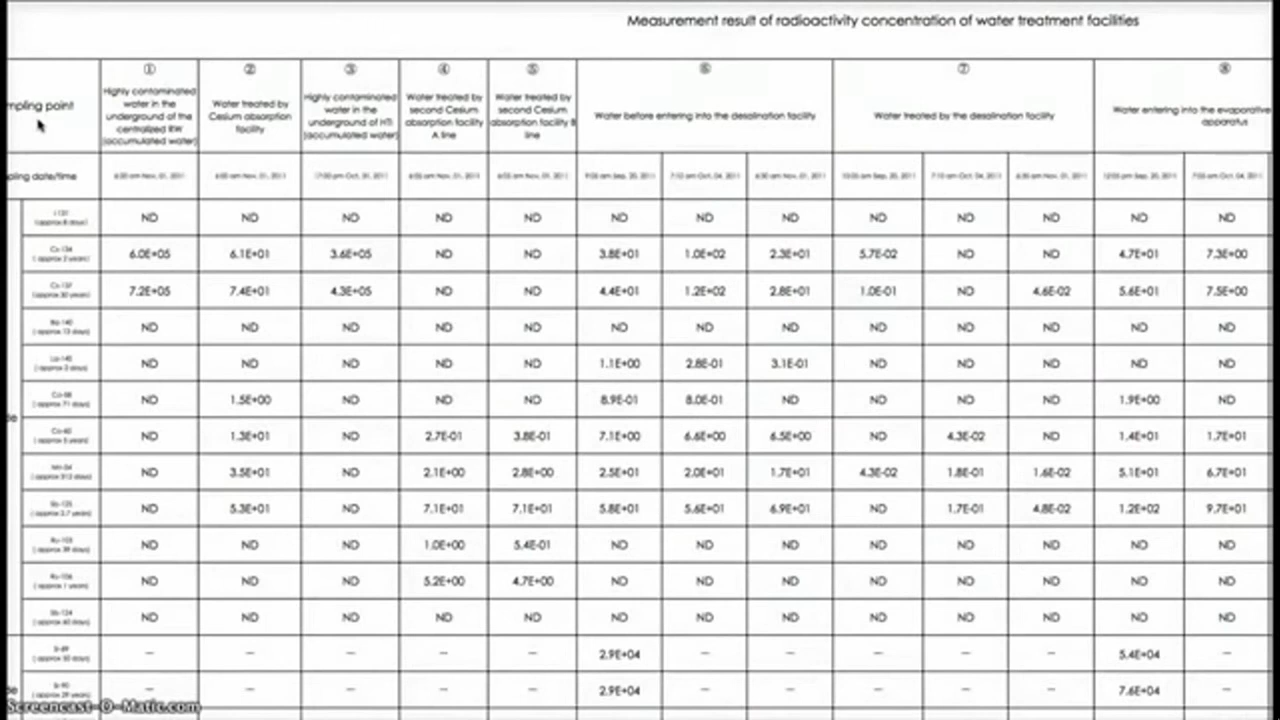 Measurement result of radioactivity concentration of water treatment facilities
mpling point
① ② ③ ④ ⑤ ⑥ ⑦ ⑧
Highly contaminated water in the underground of the centralized RW (accumulated water)
Water treated by Cesium absorption facility
Highly contaminated water in the underground of HTI (accumulated water)
Water treated by second Cesium absorption facility A line
Water treated by second Cesium absorption facility B line
Water before entering into the desalination facility
Water treated by the desalination facility
Water entering into the evaporative apparatus
pling date/time 6:00 am Nov. 01, 2011 6:00 am Nov. 01, 2011 17:00 pm Oct. 31, 2011 6:00 am Nov. 01, 2011 6:00 am Nov. 01, 2011 9:05 am Sep. 20, 2011 7:10 am Oct. 04, 2011 6:30 am Nov. 01, 2011 10:05 am Sep. 20, 2011 7:10 am Oct. 04, 2011 6:30 am Nov. 01, 2011 12:05 pm Sep. 20, 2011 7:05 am Oct. 04, 2011
I-131 (approx 8 days) ND ND ND ND ND ND ND ND ND ND ND ND ND
Cs-134 (approx 2 years) 6.0E+05 6.1E+01 3.6E+05 ND ND 3.8E+01 1.0E+02 2.3E+01 5.7E-02 ND ND 4.7E+01 7.3E+00
Cs-137 (approx 30 years) 7.2E+05 7.4E+01 4.3E+05 ND ND 4.4E+01 1.2E+02 2.8E+01 1.0E-01 ND 4.6E-02 5.6E+01 7.5E+00
Ba-140 (approx 13 days) ND ND ND ND ND ND ND ND ND ND ND ND ND
La-140 (approx 2 days) ND ND ND ND ND 1.1E+00 2.8E-01 3.1E-01 ND ND ND ND ND
Co-58 (approx 71 days) ND 1.5E+00 ND ND ND 8.9E-01 8.0E-01 ND ND ND ND 1.9E+00 ND
de
Co-60 (approx 5 years) ND 1.3E+01 ND 2.7E-01 3.8E-01 7.1E+00 6.6E+00 6.5E+00 ND 4.3E-02 ND 1.4E+01 1.7E+01
Mn-54 (approx 312 days) ND 3.5E+01 ND 2.1E+00 2.8E+00 2.5E+01 2.0E+01 1.7E+01 4.3E-02 1.8E-01 1.6E-02 5.1E+01 6.7E+01
Sb-125 (approx 2.7 years) ND 5.3E+01 ND 7.1E+01 7.1E+01 5.8E+01 5.6E+01 6.9E+01 ND 1.7E-01 4.8E-02 1.2E+02 9.7E+01
Ru-103 (approx 39 days) ND ND ND 1.0E+00 5.4E-01 ND ND ND ND ND ND ND ND
Ru-106 (approx 1 years) ND ND ND 5.2E+00 4.7E+00 ND ND ND ND ND ND ND ND
Sb-124 (approx 60 days) ND ND ND ND ND ND ND ND ND ND ND ND ND
Sr-89 (approx 50 days) — — — — — 2.9E+04 — — — — — 5.4E+04 —
de
Sr-90 (approx 29 years) — — — — — 2.9E+04 — — — — — 7.6E+04 —
Screencast-O-Matic.com